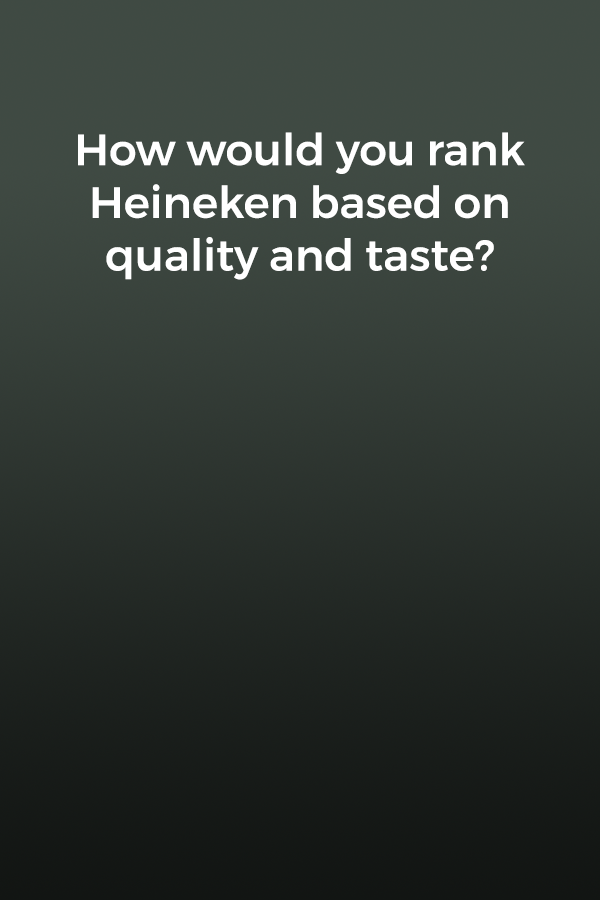 How would you rank
Heineken based on
quality and taste?